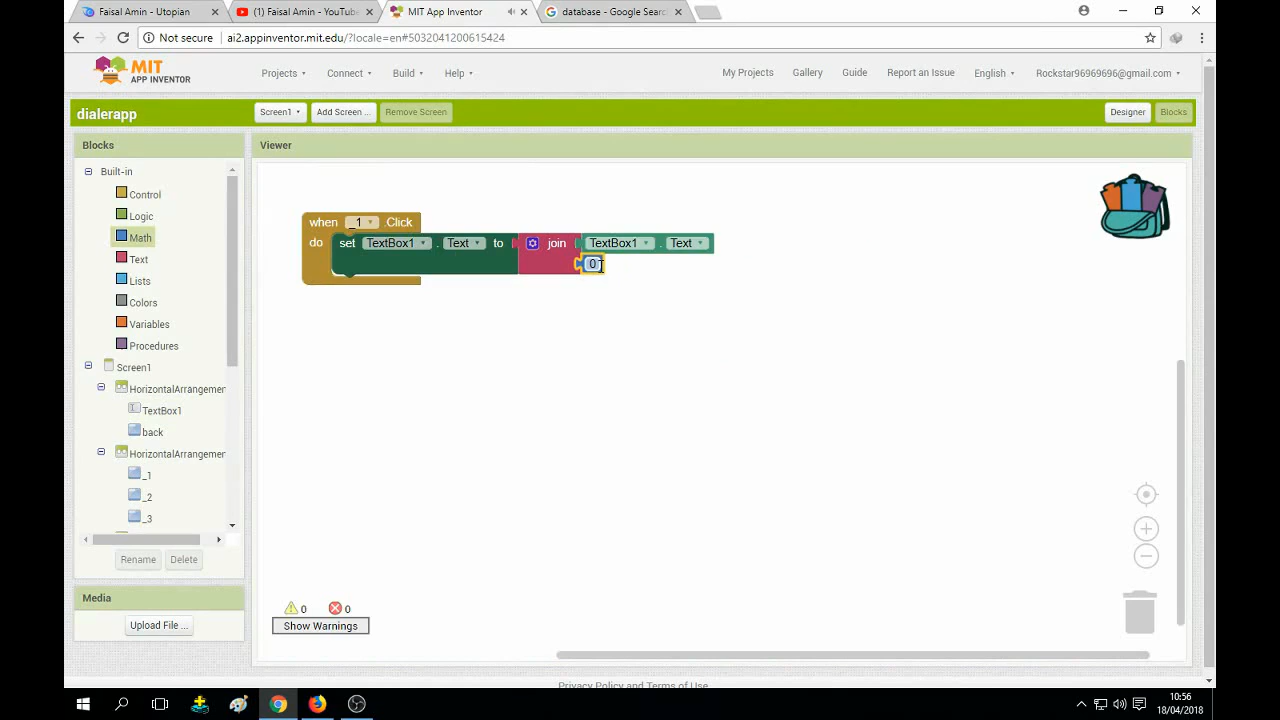 Faisal Amin - Utopian
(1) Faisal Amin - YouTube
MIT App Inventor
database - Google Sear
Not secure | ai2.appinventor.mit.edu/?locale=en#5032041200615424
MIT
APP INVENTOR
Projects
Connect
Build
Help
My Projects
Gallery
Guide
Report an Issue
English
Rockstar96969696@gmail.com
dialerapp
Screen1
Add Screen ...
Remove Screen
Designer
Blocks
Blocks
Viewer
Built-in
Control
Logic
Math
Text
Lists
Colors
Variables
Procedures
Screen1
HorizontalArrangemen
TextBox1
back
HorizontalArrangemen
_1
_2
_3
Rename
Delete
Media
Upload File ...
when _1 .Click
do set TextBox1 . Text to join TextBox1 . Text
0
0 0
Show Warnings
Privacy Policy and Terms of Use
10:56
18/04/2018